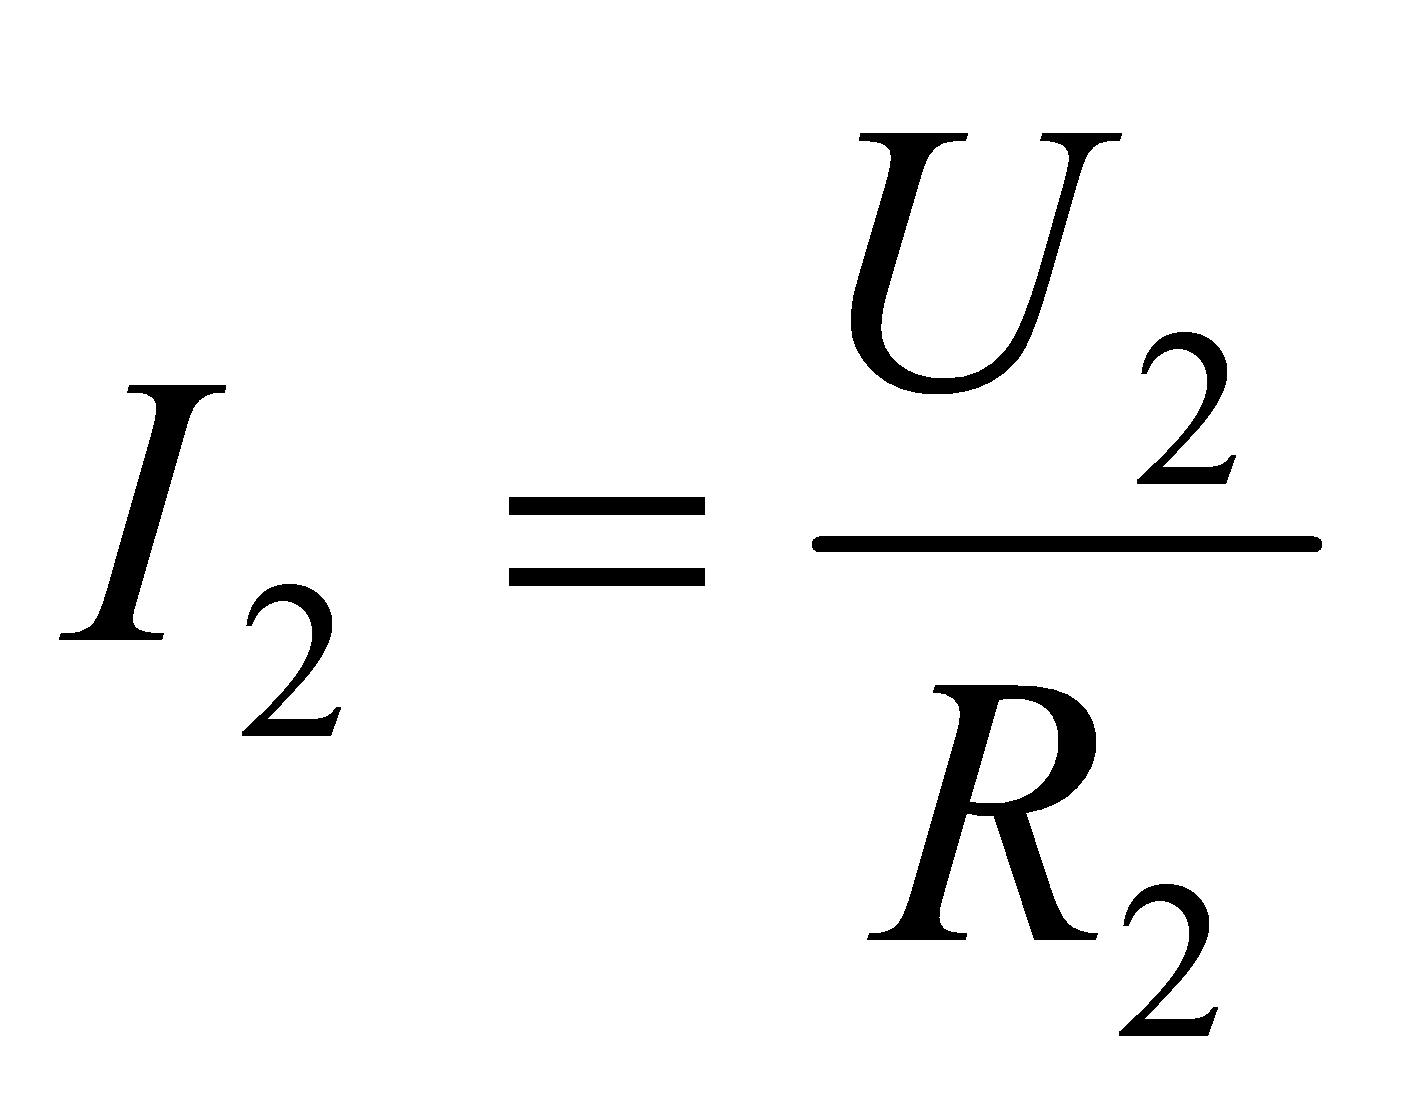 I₂ = U₂ / R₂